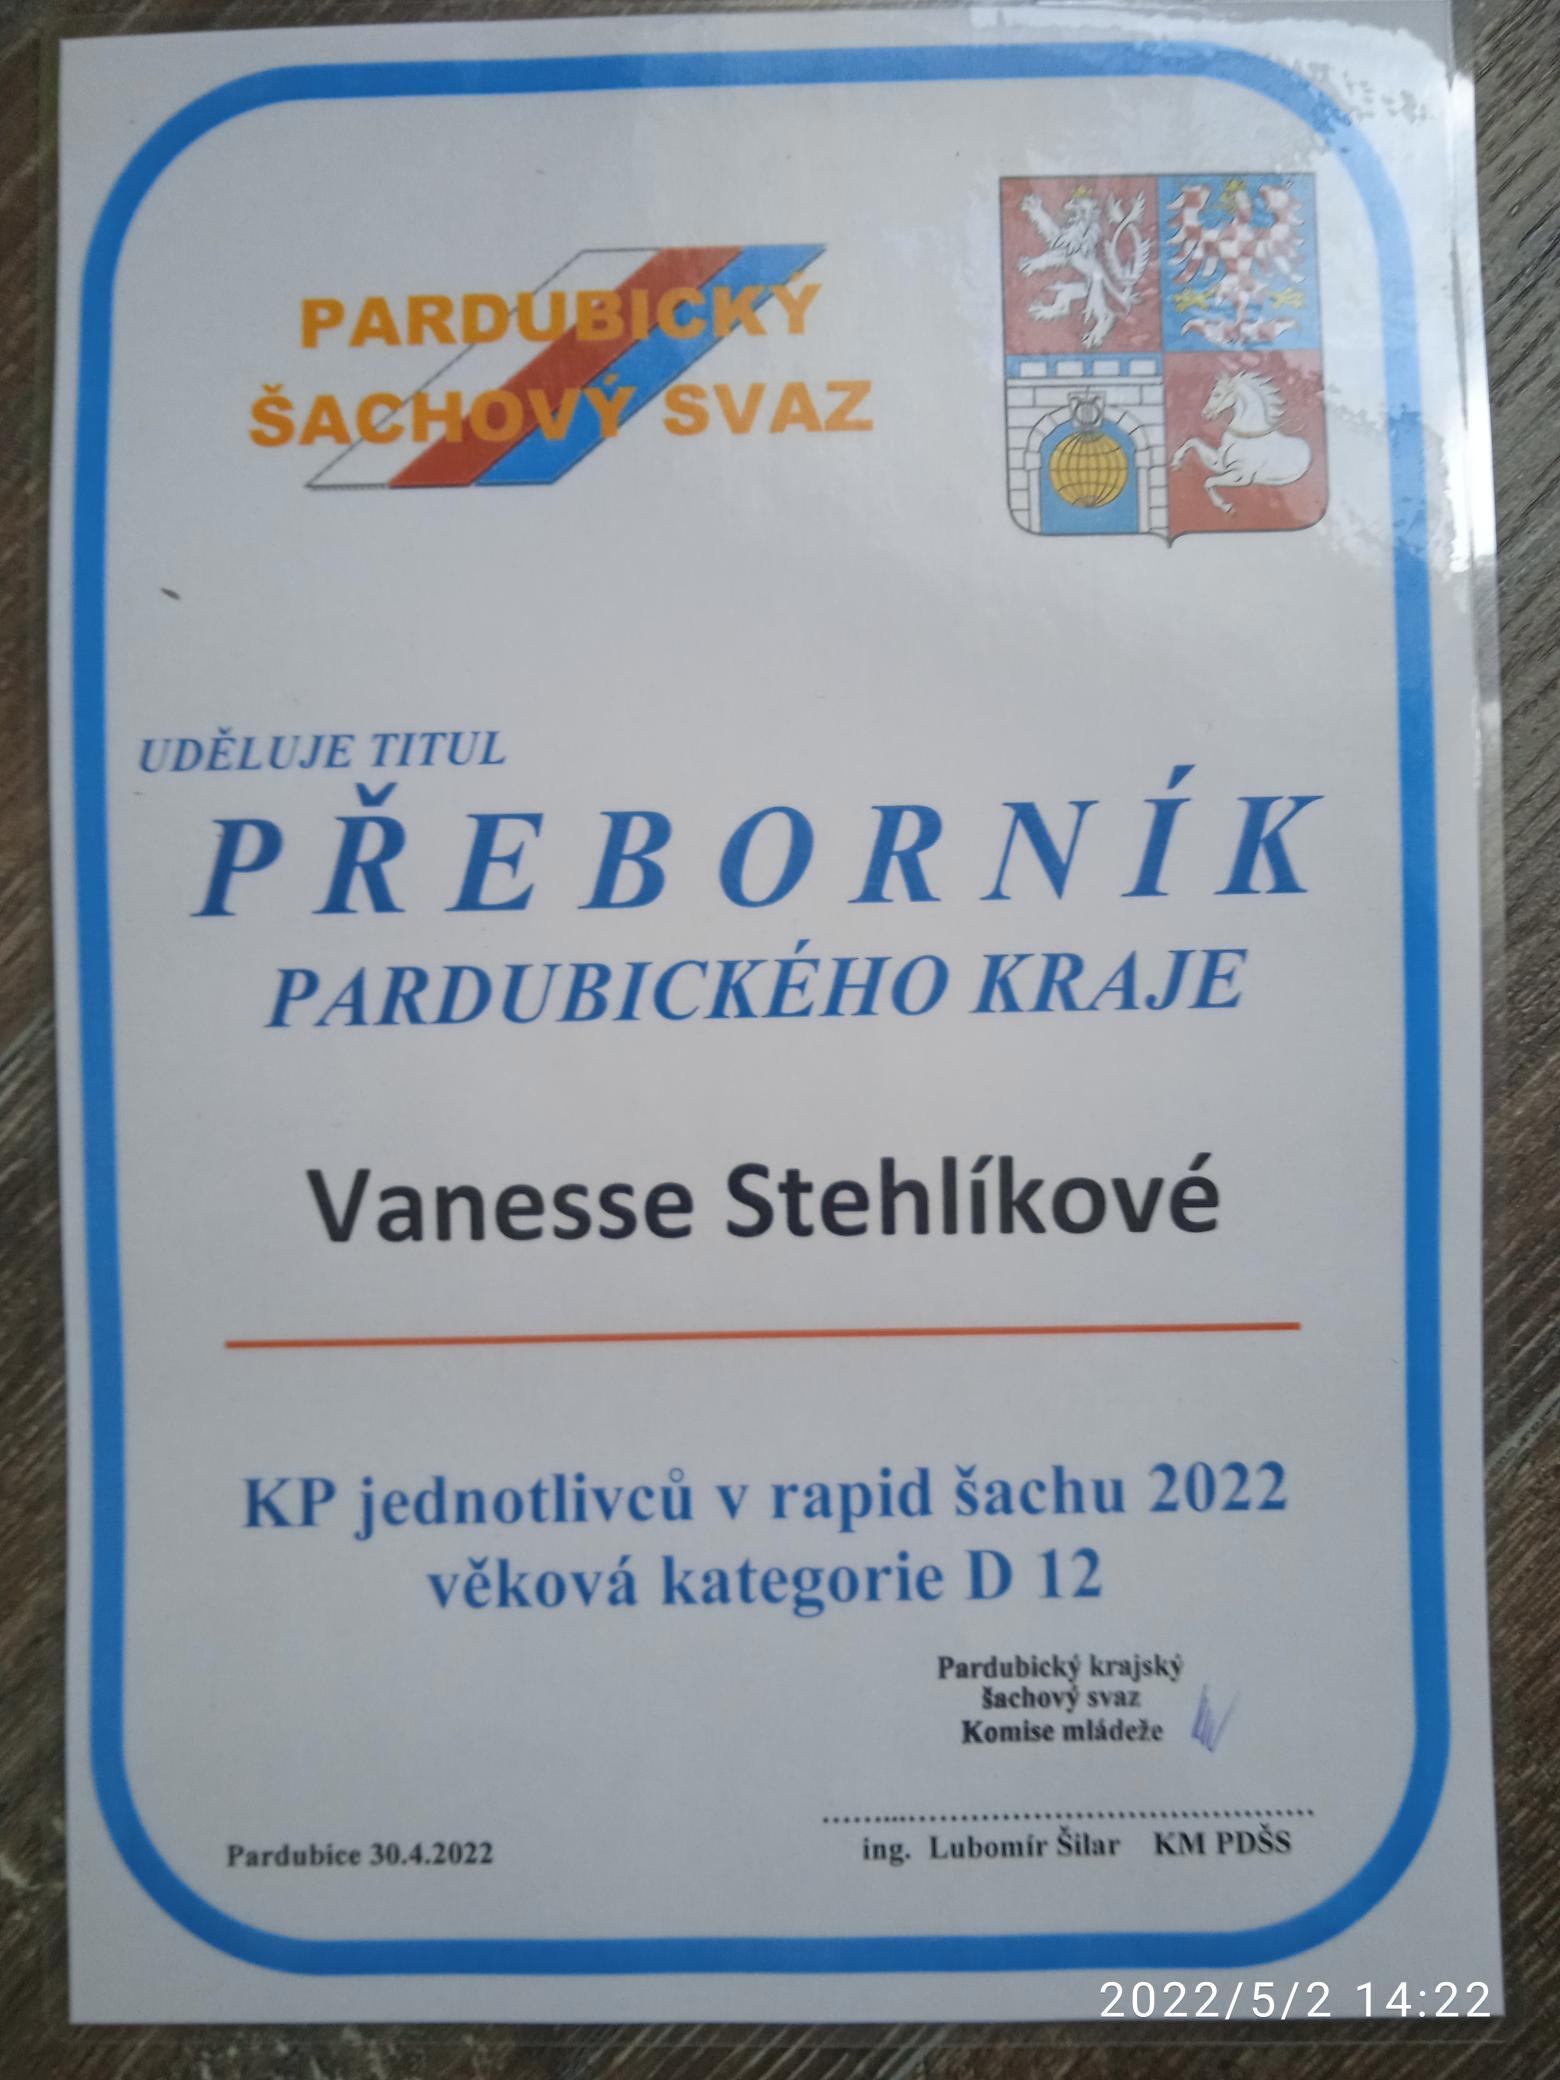 PARDUBICKÝ
ŠACHOVÝ SVAZ
UDĚLUJE TITUL
PŘEBORNÍK
PARDUBICKÉHO KRAJE
Vanesse Stehlíkové
KP jednotlivců v rapid šachu 2022
věková kategorie D 12
Pardubický krajský
šachový svaz
Komise mládeže
ing. Lubomír Šilar KM PDŠS
Pardubice 30.4.2022
2022/5/2 14:22